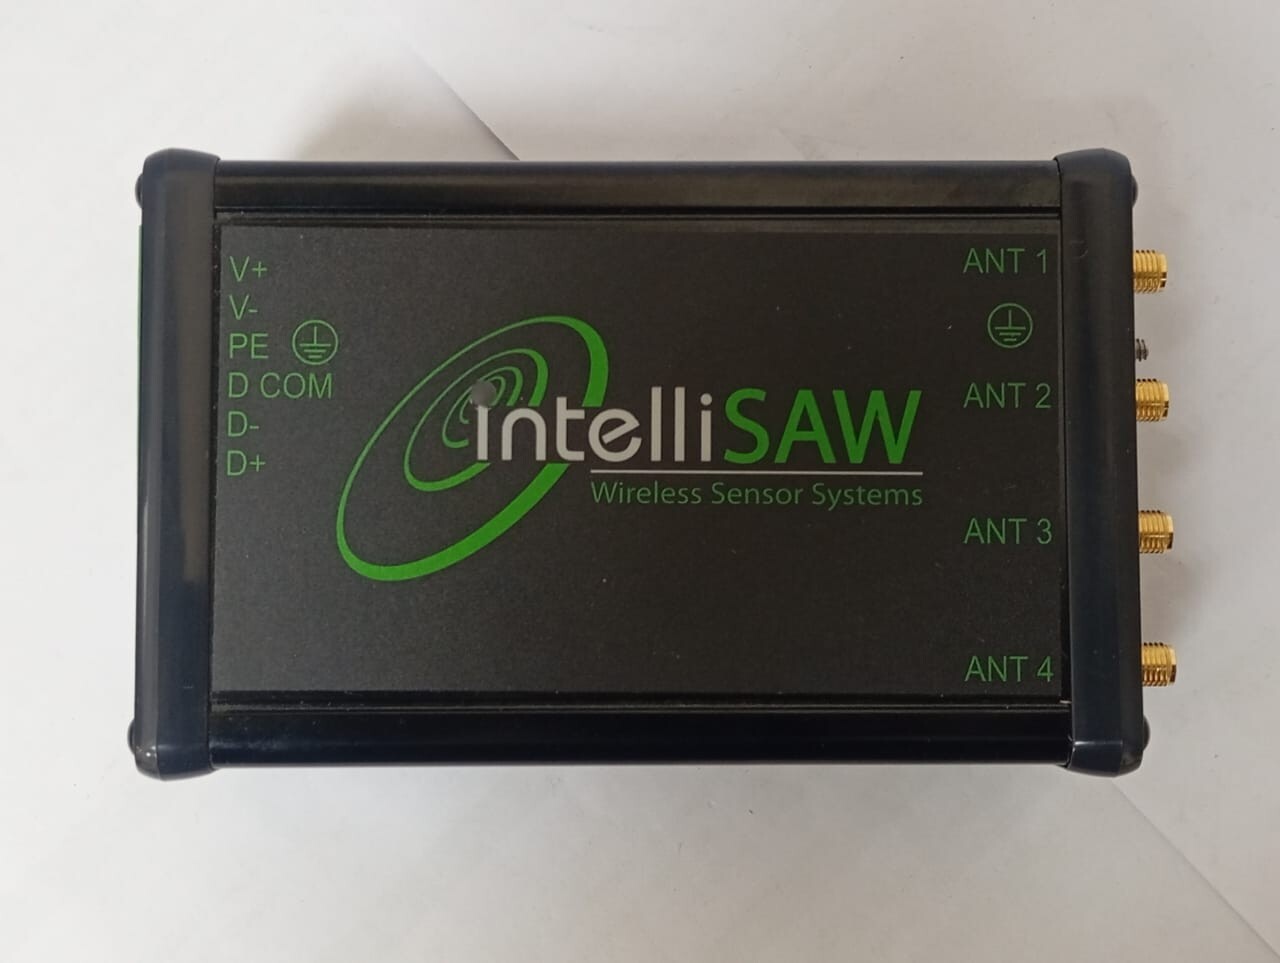 V+
V-
PE
D COM
D-
D+
intelliSAW
Wireless Sensor Systems
ANT 1
ANT 2
ANT 3
ANT 4